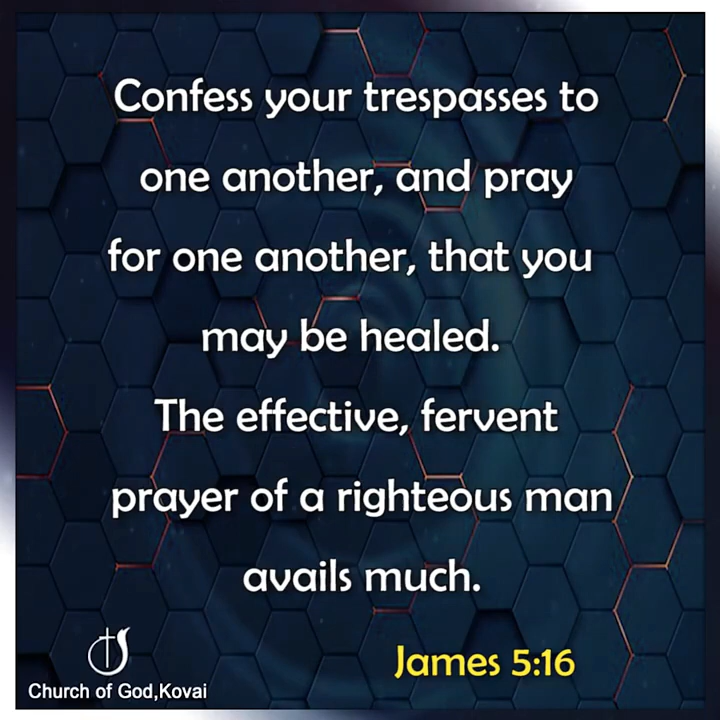 Confess your trespasses to
one another, and pray
for one another, that you
may be healed.
The effective, fervent
prayer of a righteous man
avails much.
James 5:16
Church of God,Kovai